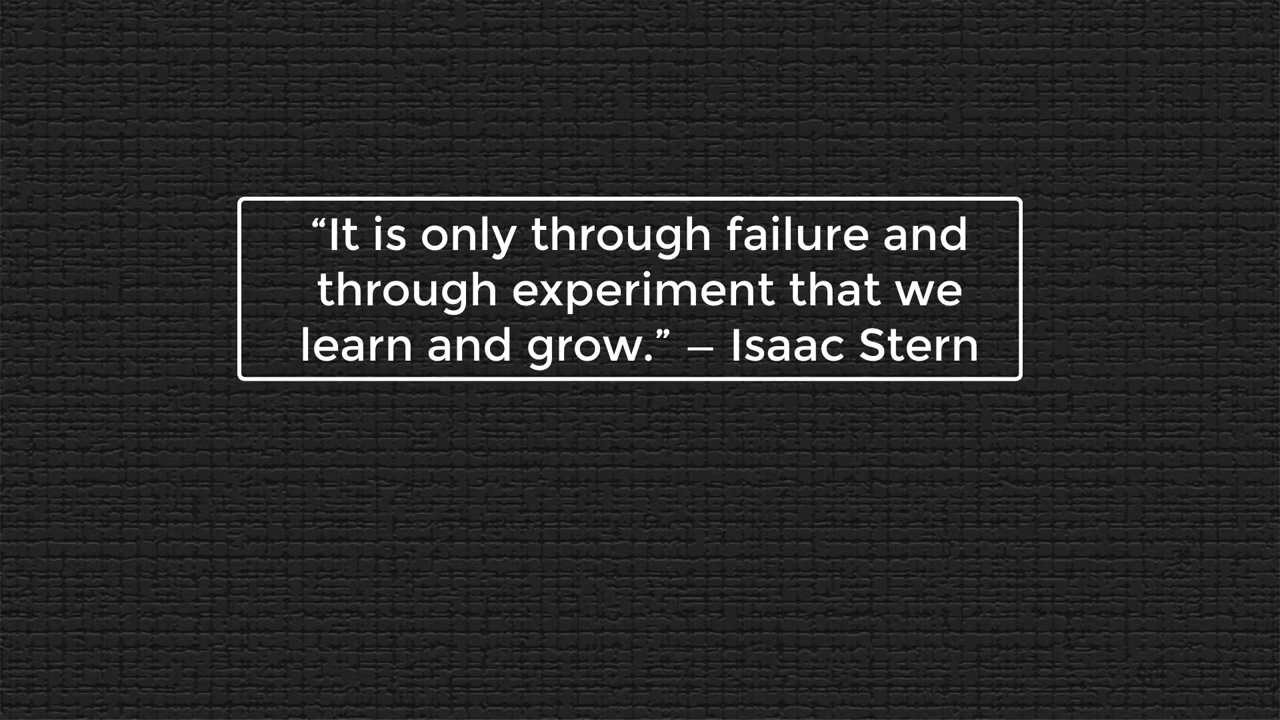 “It is only through failure and
through experiment that we
learn and grow.” – Isaac Stern